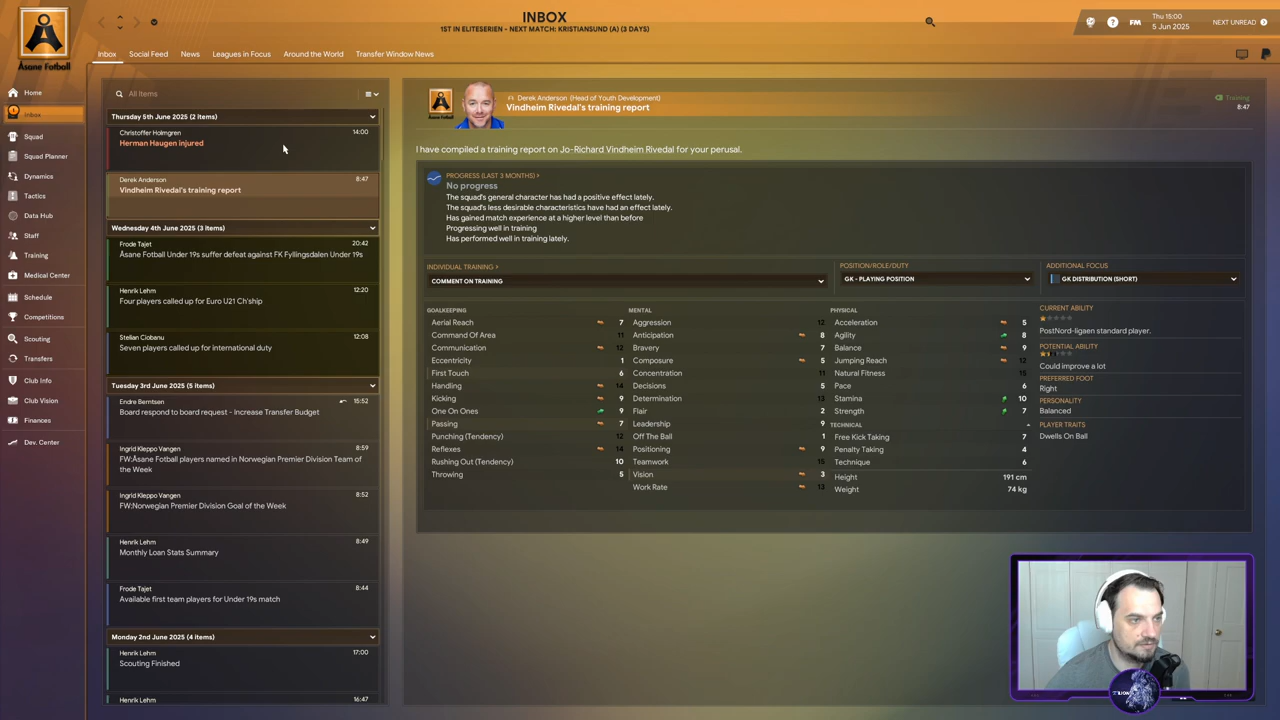 INBOX
1ST IN ELITESERIEN - NEXT MATCH: KRISTIANSUND (A) (3 DAYS)
FM
Thu 15:00
5 Jun 2025
NEXT UNREAD
Åsane Fotball
Inbox
Social Feed
News
Leagues in Focus
Around the World
Transfer Window News
Home
Inbox
Squad
Squad Planner
Dynamics
Tactics
Data Hub
Staff
Training
Medical Center
Schedule
Competitions
Scouting
Transfers
Club Info
Club Vision
Finances
Dev. Center
All Items
Thursday 5th June 2025 (2 items)
Christoffer Holmgren 14:00
Herman Haugen injured
Derek Anderson 8:47
Vindheim Rivedal's training report
Wednesday 4th June 2025 (3 items)
Frode Tajet 20:42
Åsane Fotball Under 19s suffer defeat against FK Fyllingsdalen Under 19s
Henrik Lehm 12:20
Four players called up for Euro U21 Ch'ship
Stelian Ciobanu 12:08
Seven players called up for international duty
Tuesday 3rd June 2025 (5 items)
Endre Berntsen 15:52
Board respond to board request - Increase Transfer Budget
Ingrid Kleppo Vangen 8:59
FW:Åsane Fotball players named in Norwegian Premier Division Team of
the Week
Ingrid Kleppo Vangen 8:52
FW:Norwegian Premier Division Goal of the Week
Henrik Lehm 8:49
Monthly Loan Stats Summary
Frode Tajet 8:44
Available first team players for Under 19s match
Monday 2nd June 2025 (4 items)
Henrik Lehm 17:00
Scouting Finished
Henrik Lehm 16:47
Åsane Fotball
Derek Anderson (Head of Youth Development)
Vindheim Rivedal's training report
Training
8:47
I have compiled a training report on Jo-Richard Vindheim Rivedal for your perusal.
PROGRESS (LAST 3 MONTHS) >
No progress
The squad's general character has had a positive effect lately.
The squad's less desirable characteristics have had an effect lately.
Has gained match experience at a higher level than before
Progressing well in training
Has performed well in training lately.
INDIVIDUAL TRAINING >
COMMENT ON TRAINING
POSITION/ROLE/DUTY
GK - PLAYING POSITION
ADDITIONAL FOCUS
GK DISTRIBUTION (SHORT)
GOALKEEPING
Aerial Reach 7
Command Of Area 11
Communication 12
Eccentricity 1
First Touch 6
Handling 14
Kicking 9
One On Ones 9
Passing 7
Punching (Tendency) 12
Reflexes 14
Rushing Out (Tendency) 10
Throwing 5
MENTAL
Aggression 12
Anticipation 8
Bravery 7
Composure 5
Concentration 11
Decisions 5
Determination 13
Flair 2
Leadership 9
Off The Ball 1
Positioning 9
Teamwork 15
Vision 3
Work Rate 13
PHYSICAL
Acceleration 5
Agility 8
Balance 9
Jumping Reach 12
Natural Fitness 15
Pace 6
Stamina 10
Strength 7
TECHNICAL -
Free Kick Taking 7
Penalty Taking 4
Technique 6
Height 191 cm
Weight 74 kg
CURRENT ABILITY
PostNord-ligaen standard player.
POTENTIAL ABILITY
Could improve a lot
PREFERRED FOOT
Right
PERSONALITY
Balanced
PLAYER TRAITS
Dwells On Ball